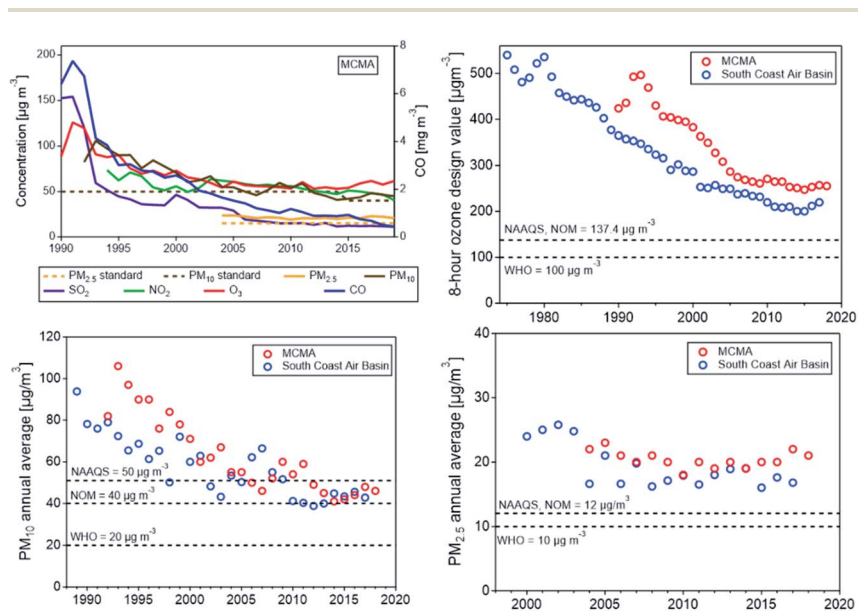 MCMA
Concentration [µg m⁻³]
200
150
100
50
0
8
6
4
2
0
CO [mg m⁻³]
1990
1995
2000
2005
2010
2015
PM2.5 standard
PM10 standard
PM2.5
PM10
SO2
NO2
O3
CO
8-hour ozone design value [µgm⁻³]
500
400
300
200
100
0
MCMA
South Coast Air Basin
NAAQS, NOM = 137.4 µg m⁻³
WHO = 100 µg m⁻³
1980
1990
2000
2010
2020
PM10 annual average [µg/m³]
120
100
80
60
40
20
0
MCMA
South Coast Air Basin
NAAQS = 50 µg m⁻³
NOM = 40 µg m⁻³
WHO = 20 µg m⁻³
1990
1995
2000
2005
2010
2015
2020
PM2.5 annual average [µg/m³]
40
30
20
10
0
MCMA
South Coast Air Basin
NAAQS, NOM = 12 µg/m³
WHO = 10 µg m⁻³
2000
2005
2010
2015
2020